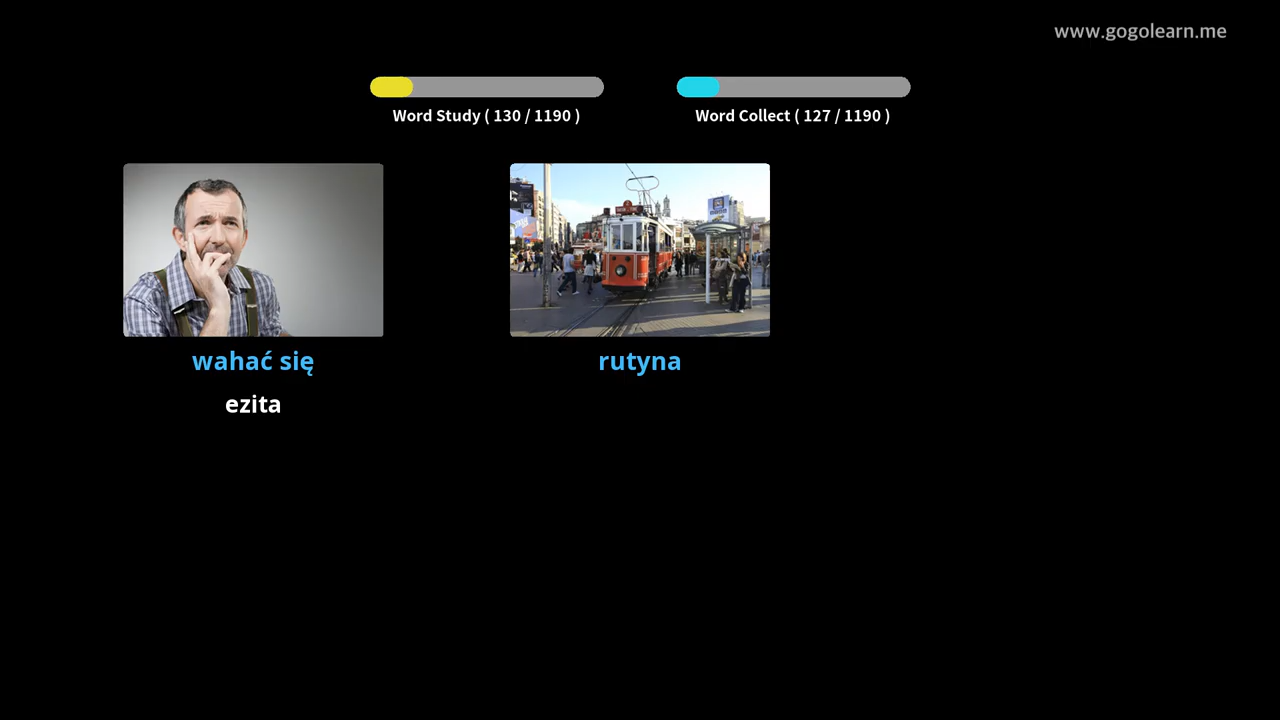 www.gogolearn.me
Word Study ( 130 / 1190 )
Word Collect ( 127 / 1190 )
wahać się
rutyna
ezita